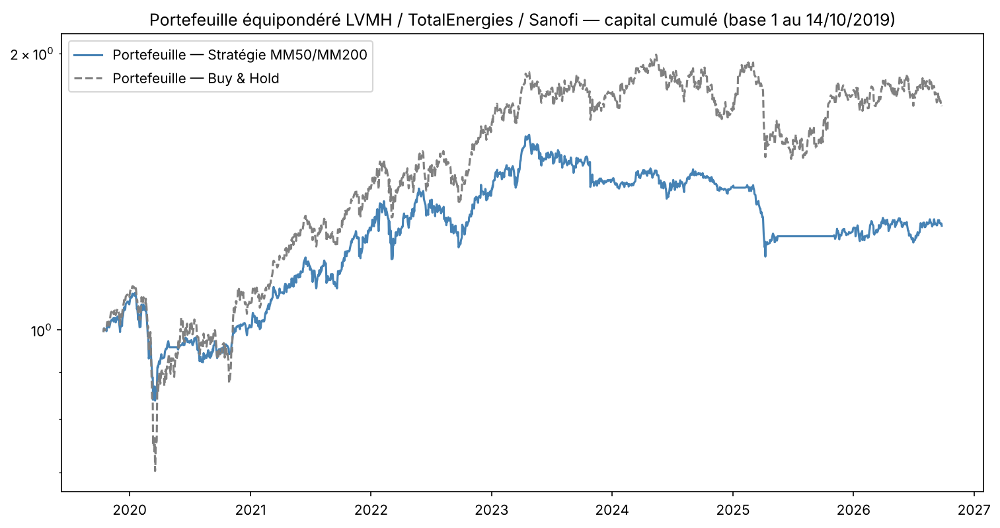 Portefeuille équipondéré LVMH / TotalEnergies / Sanofi — capital cumulé (base 1 au 14/10/2019)
2 × 10⁰
Portefeuille — Stratégie MM50/MM200
Portefeuille — Buy & Hold
10⁰
2020 2021 2022 2023 2024 2025 2026 2027